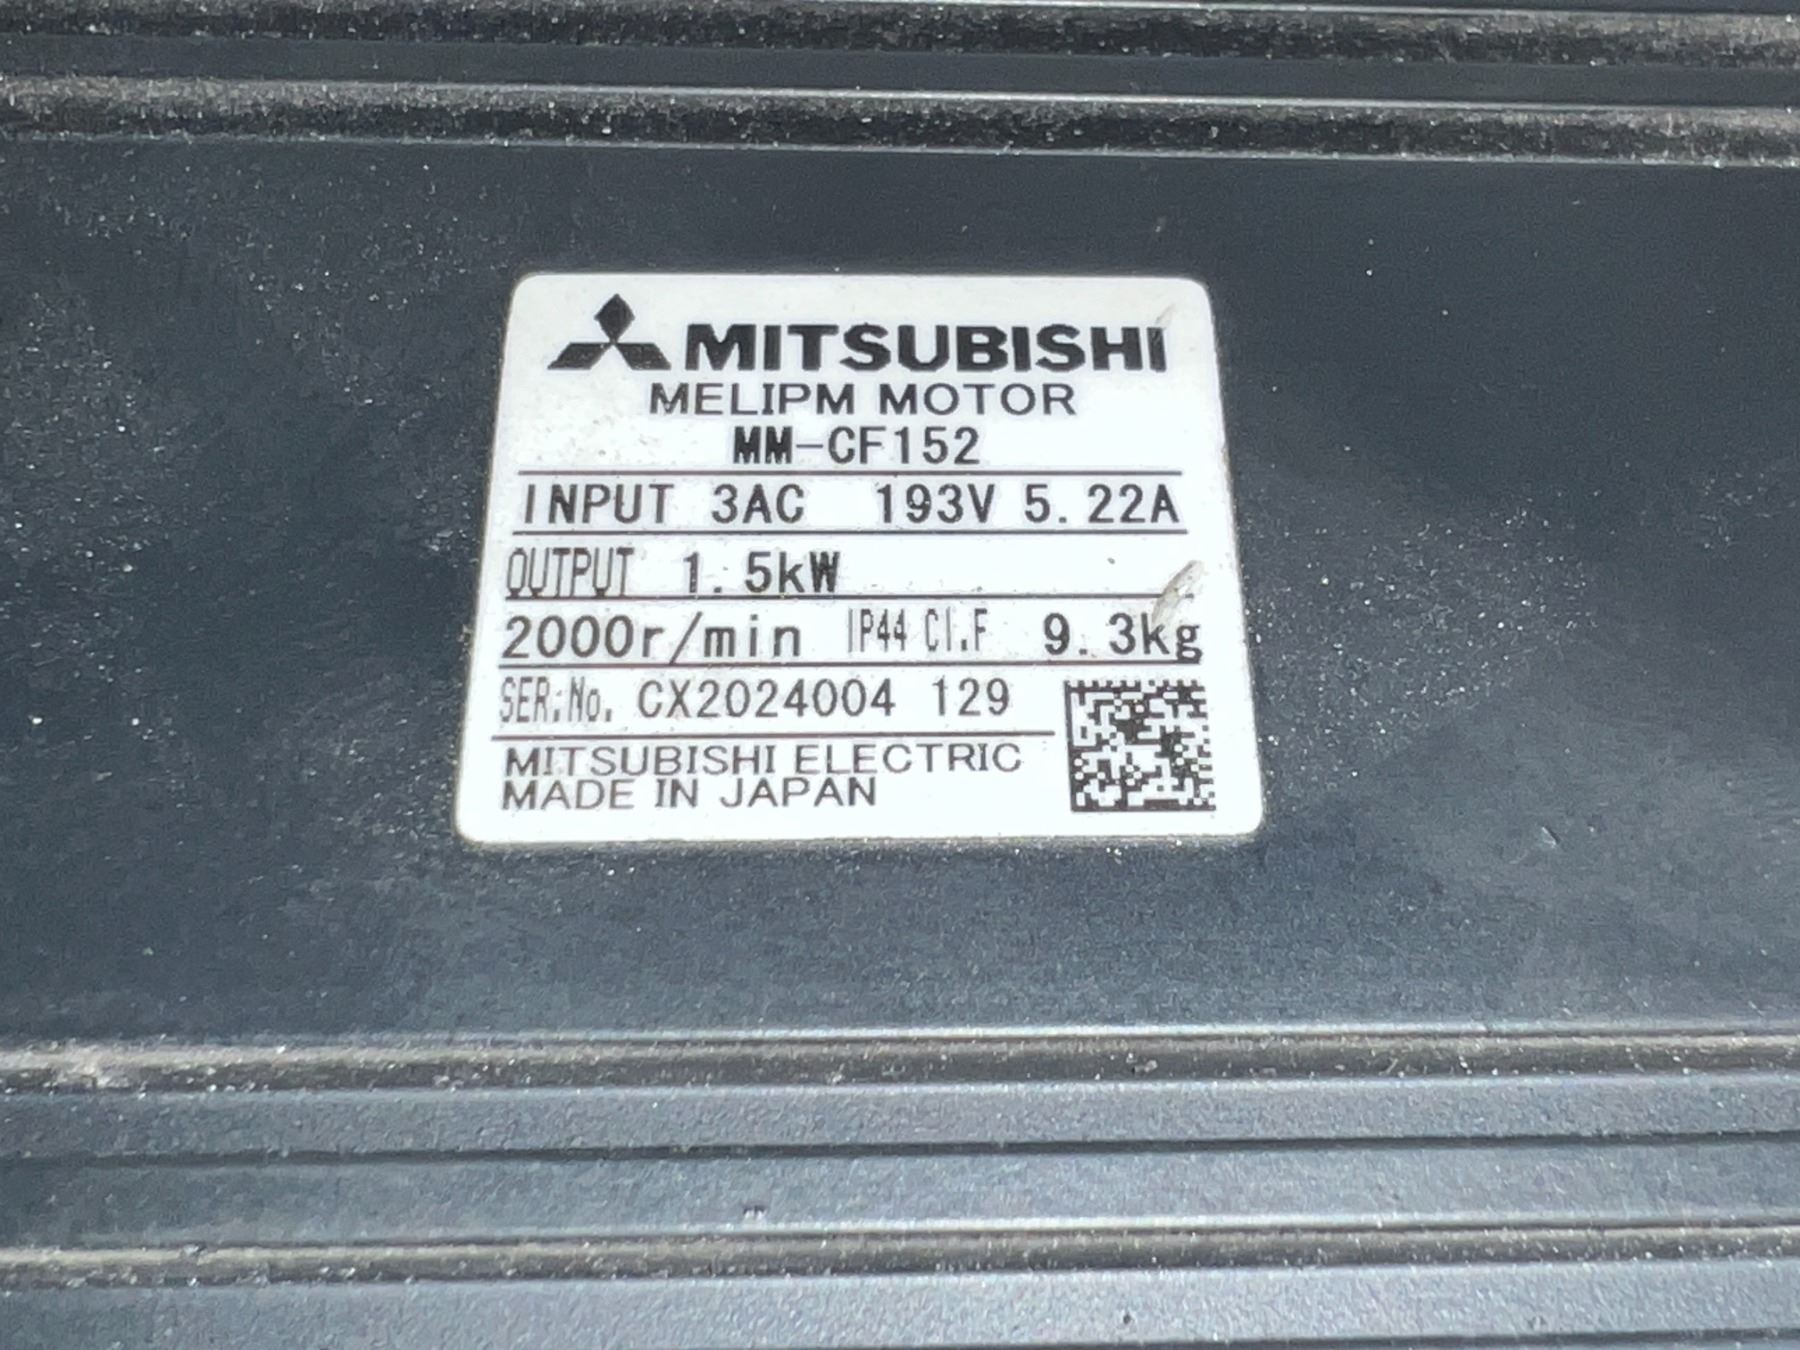 MITSUBISHI
MELIPM MOTOR
MM-CF152
INPUT 3AC 193V 5.22A
OUTPUT 1.5kW
2000r/min IP44 CI.F 9.3kg
SER.No. CX2024004 129
MITSUBISHI ELECTRIC
MADE IN JAPAN